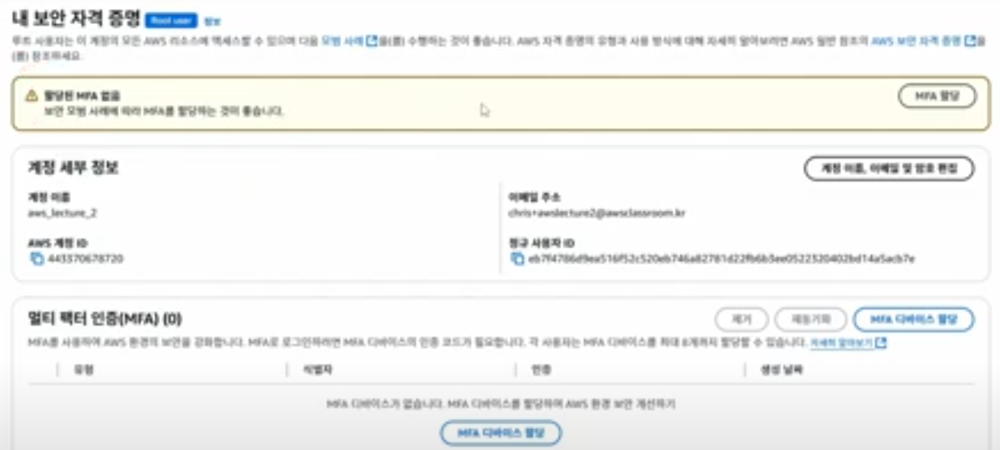 내 보안 자격 증명 Root user 정보
루트 사용자는 이 계정의 모든 AWS 리소스에 액세스할 수 있으며 다음 모범 사례을(를) 수행하는 것이 좋습니다. AWS 자격 증명의 유형과 사용 방식에 대해 자세히 알아보려면 AWS 일반 참조의 AWS 보안 자격 증명을
(를) 참조하세요.
할당된 MFA 없음
MFA 할당
보안 모범 사례에 따라 MFA를 할당하는 것이 좋습니다.
계정 세부 정보
계정 이름, 이메일 및 암호 편집
계정 이름
aws_lecture_2
이메일 주소
chris+awslecture2@awsclassroom.kr
AWS 계정 ID
443370678720
정규 사용자 ID
멀티 팩터 인증(MFA) (0)
제거
재동기화
MFA 디바이스 할당
MFA를 사용하여 AWS 환경의 보안을 강화합니다. MFA로 로그인하려면 MFA 디바이스의 인증 코드가 필요합니다. 각 사용자는 MFA 디바이스를 최대 8개까지 할당할 수 있습니다. 자세히 알아보기
유형
식별자
인증
생성 날짜
MFA 디바이스가 없습니다. MFA 디바이스를 할당하여 AWS 환경 보안 개선하기
MFA 디바이스 할당